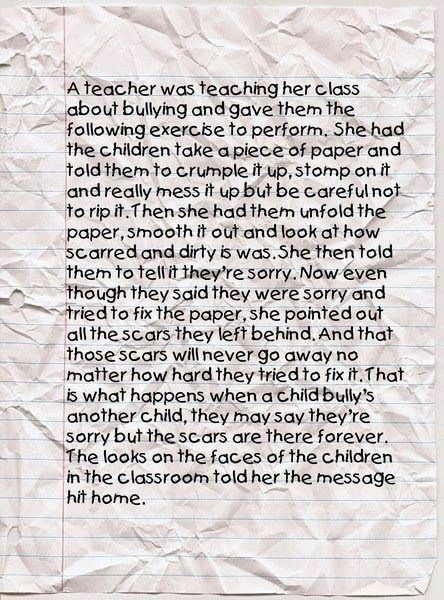 A teacher was teaching her class
about bullying and gave them the
following exercise to perform. She had
the children take a piece of paper and
told them to crumple it up, stomp on it
and really mess it up but be careful not
to rip it. Then she had them unfold the
paper, smooth it out and look at how
scarred and dirty is was. She then told
them to tell it they're sorry. Now even
though they said they were sorry and
tried to fix the paper, she pointed out
all the scars they left behind. And that
those scars will never go away no
matter how hard they tried to fix it. That
is what happens when a child bully's
another child, they may say they're
sorry but the scars are there forever.
The looks on the faces of the children
in the classroom told her the message
hit home.